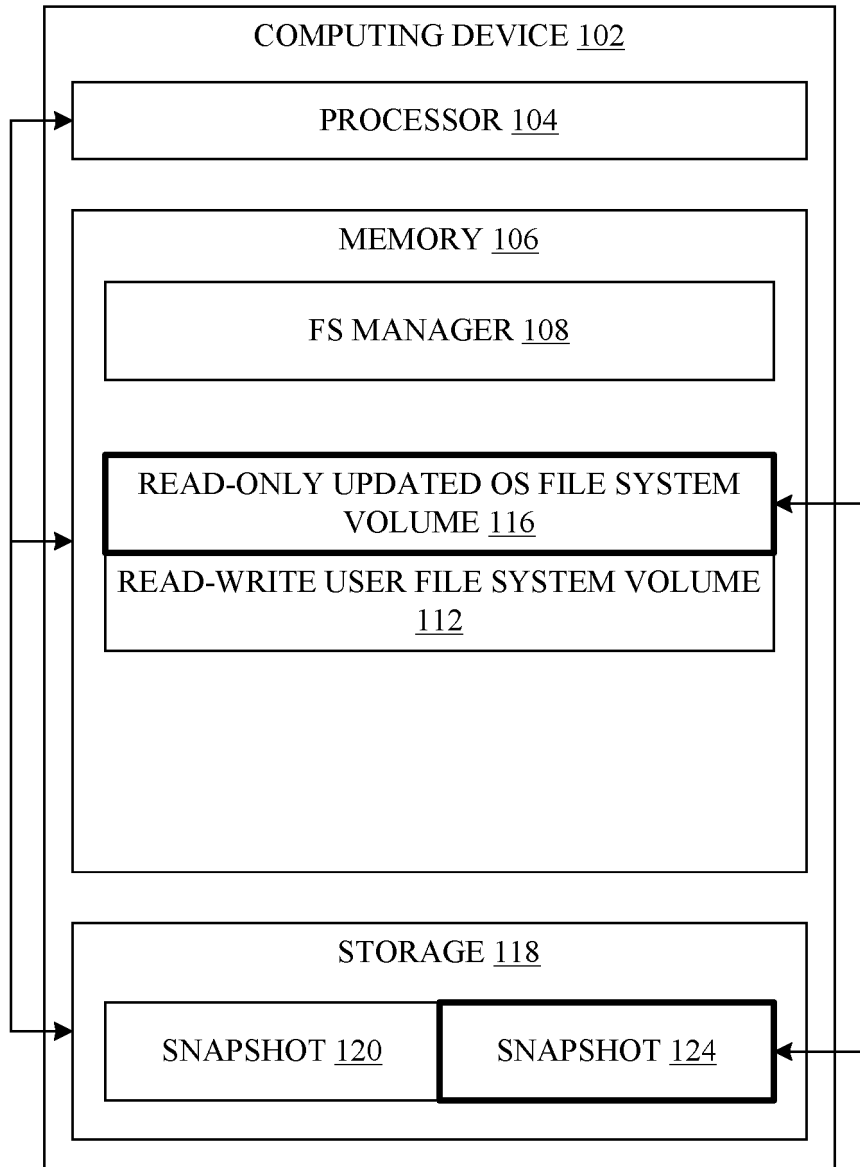 COMPUTING DEVICE 102
PROCESSOR 104
MEMORY 106
FS MANAGER 108
READ-ONLY UPDATED OS FILE SYSTEM
VOLUME 116
READ-WRITE USER FILE SYSTEM VOLUME
112
STORAGE 118
SNAPSHOT 120
SNAPSHOT 124